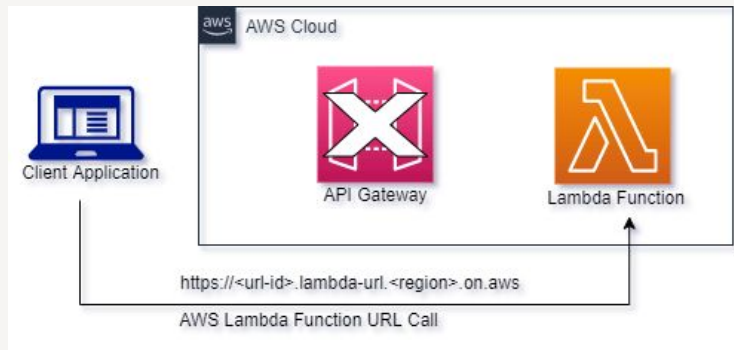 aws
AWS Cloud
Client Application
API Gateway
Lambda Function
https://<url-id>.lambda-url.<region>.on.aws
AWS Lambda Function URL Call